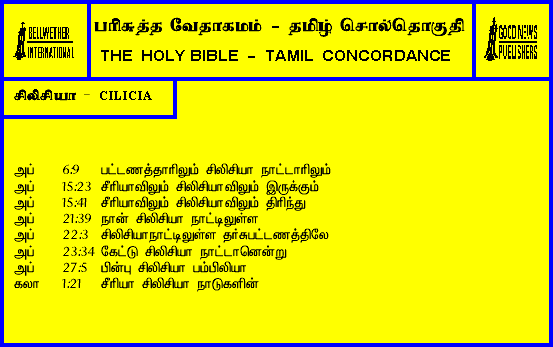 BELLWETHER
INTERNATIONAL
பரிசுத்த வேதாகமம் - தமிழ் சொல்தொகுதி
THE HOLY BIBLE - TAMIL CONCORDANCE
GOOD NEWS
PUBLISHERS
சிலிசியா - CILICIA
அப் 6:9 பட்டணத்தாரிலும் சிலிசியா நாட்டாரிலும்
அப் 15:23 சீரியாவிலும் சிலிசியாவிலும் இருக்கும்
அப் 15:41 சீரியாவிலும் சிலிசியாவிலும் திரிந்து
அப் 21:39 நான் சிலிசியா நாட்டிலுள்ள
அப் 22:3 சிலிசியாநாட்டிலுள்ள தர்சுபட்டணத்திலே
அப் 23:34 கேட்டு சிலிசியா நாட்டானென்று
அப் 27:5 பின்பு சிலிசியா பம்பிலியா
கலா 1:21 சீரியா சிலிசியா நாடுகளின்